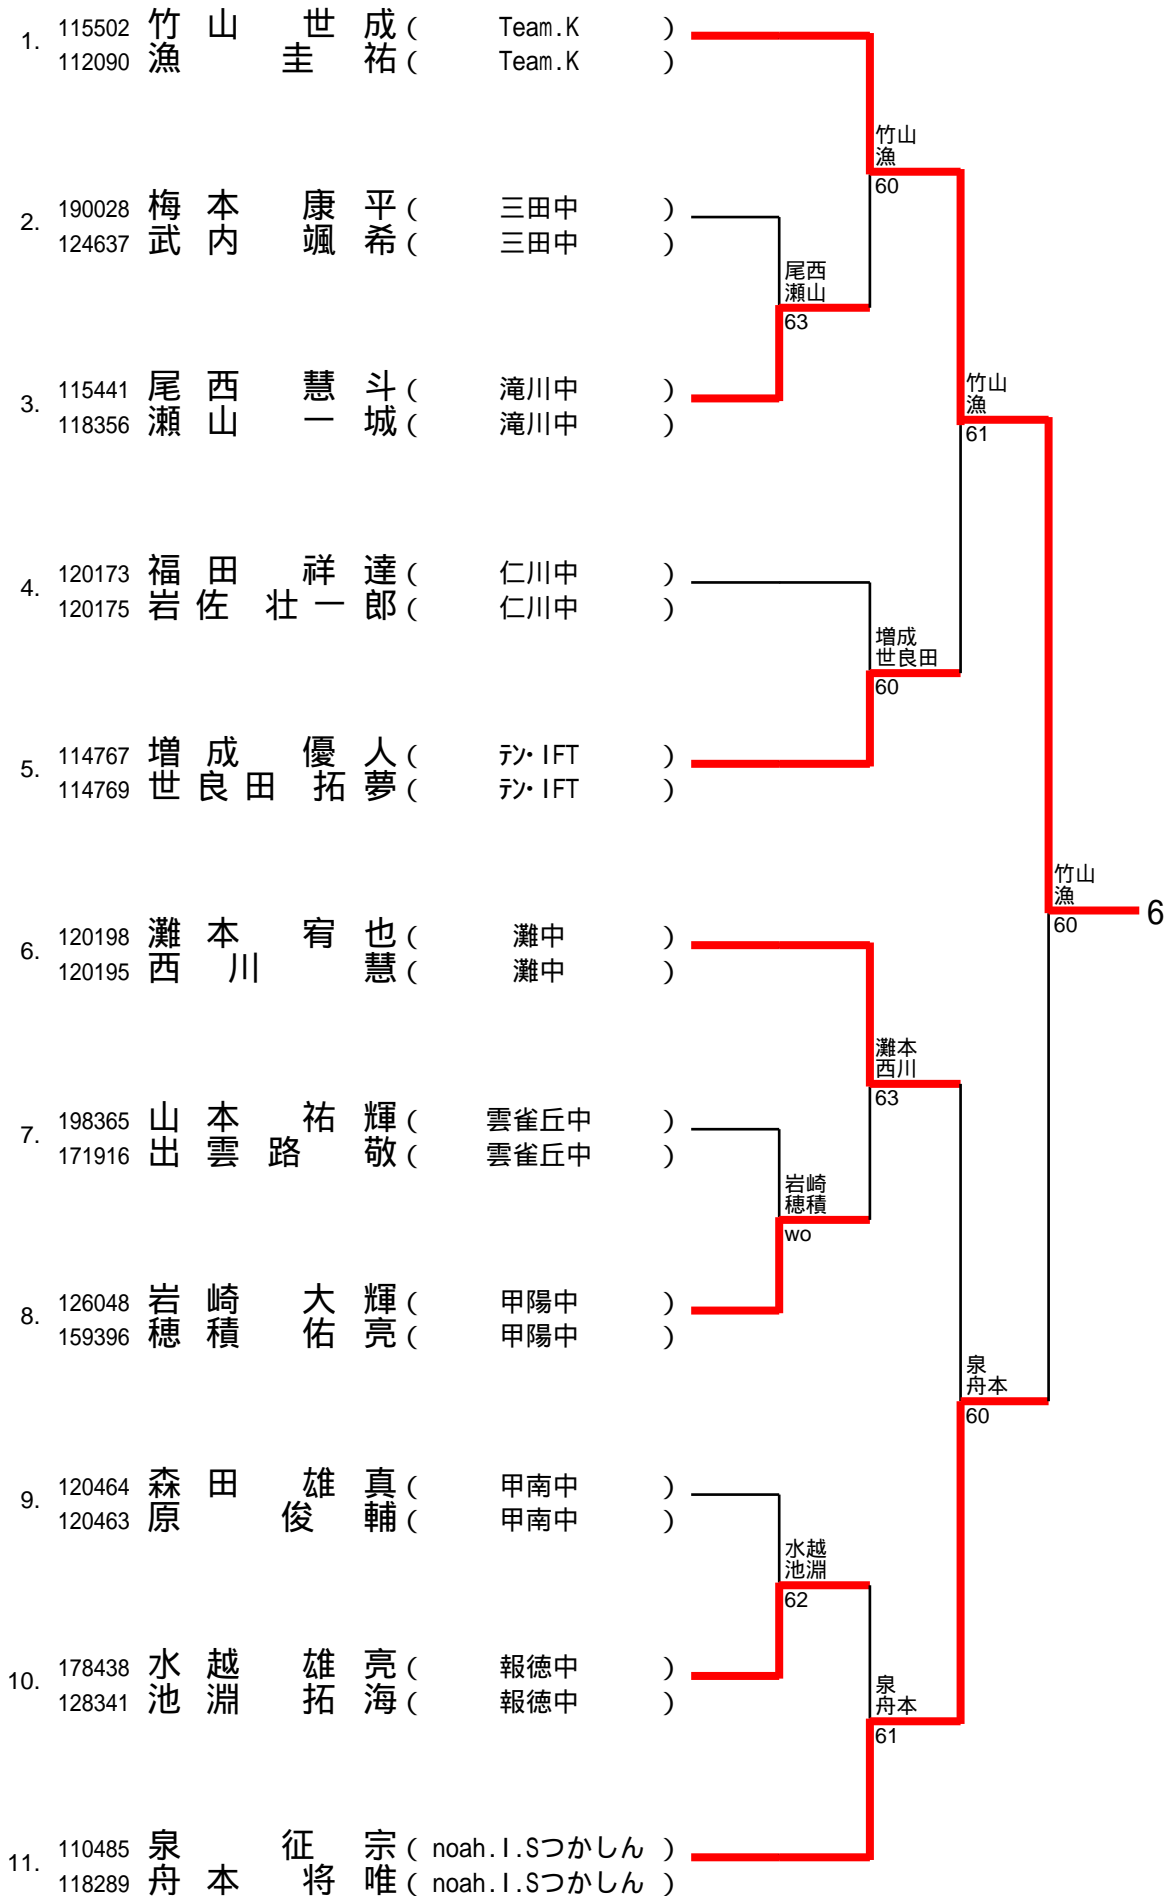 1. 115502 竹山 世成 ( Team.K )
112090 漁 圭祐 ( Team.K )
竹山
漁
60
2. 190028 梅本 康平 ( 三田中 )
124637 武内 颯希 ( 三田中 )
尾西
瀬山
63
3. 115441 尾西 慧斗 ( 滝川中 )
118356 瀬山 一城 ( 滝川中 )
竹山
漁
61
4. 120173 福田 祥達 ( 仁川中 )
120175 岩佐 壮一郎 ( 仁川中 )
増成
世良田
60
5. 114767 増成 優人 ( テン・IFT )
114769 世良田 拓夢 ( テン・IFT )
竹山
漁
60
6
6. 120198 灘本 宥也 ( 灘中 )
120195 西川 慧 ( 灘中 )
灘本
西川
63
7. 198365 山本 祐輝 ( 雲雀丘中 )
171916 出雲路 敬 ( 雲雀丘中 )
岩崎
穂積
wo
8. 126048 岩崎 大輝 ( 甲陽中 )
159396 穂積 佑亮 ( 甲陽中 )
泉
舟本
60
9. 120464 森田 雄真 ( 甲南中 )
120463 原 俊輔 ( 甲南中 )
水越
池淵
62
10. 178438 水越 雄亮 ( 報徳中 )
128341 池淵 拓海 ( 報徳中 )
泉
舟本
61
11. 110485 泉 征宗 ( noah.I.Sつかしん )
118289 舟本 将唯 ( noah.I.Sつかしん )